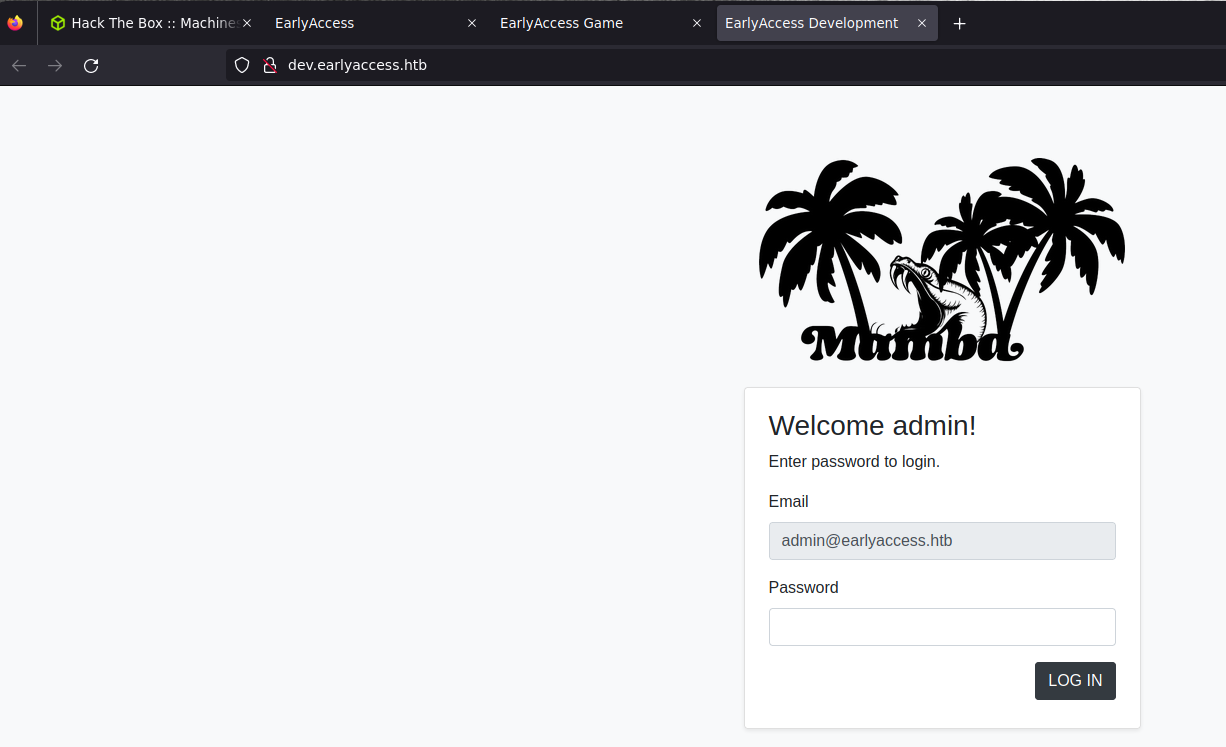 Hack The Box :: Machine
EarlyAccess
EarlyAccess Game
EarlyAccess Development
dev.earlyaccess.htb
Mamba
Welcome admin!
Enter password to login.
Email
admin@earlyaccess.htb
Password
LOG IN